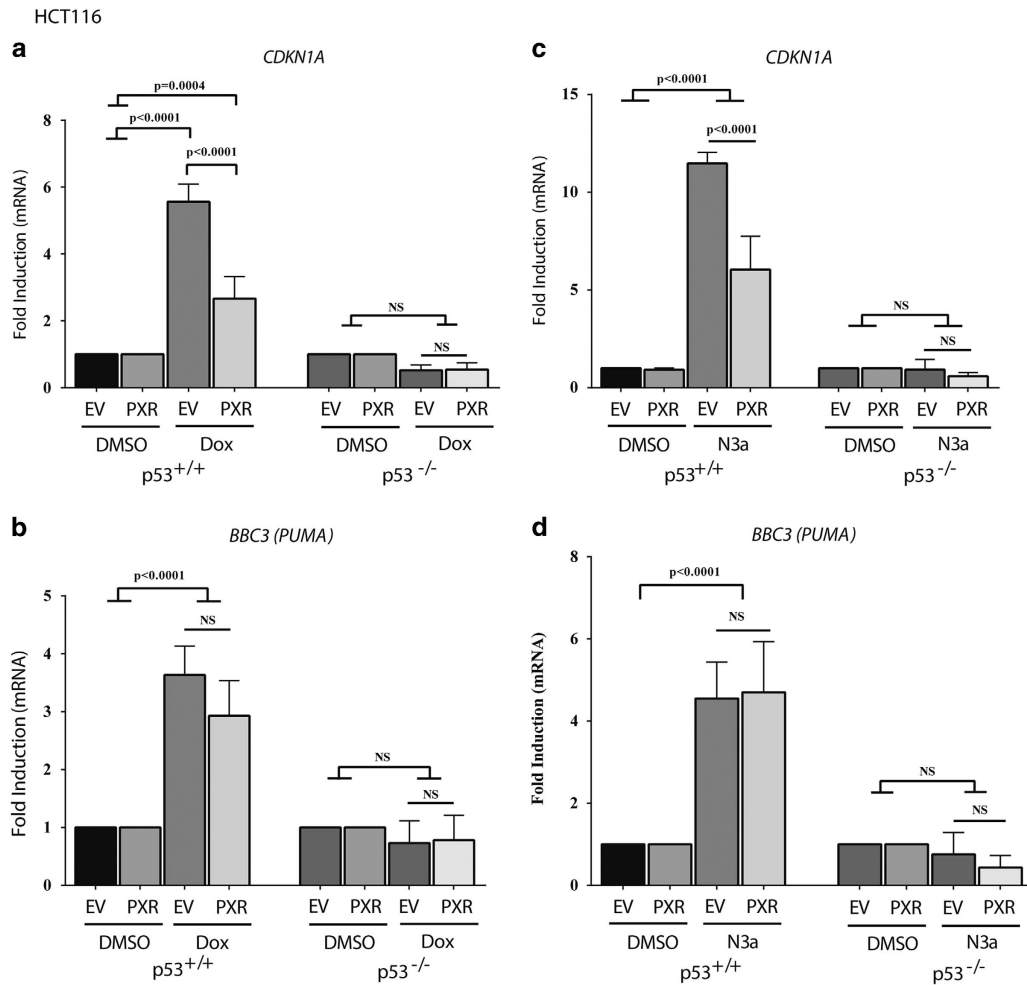 HCT116
a
CDKN1A
p=0.0004
p<0.0001
p<0.0001
Fold Induction (mRNA)
8
6
4
2
0
NS
NS
EV PXR EV PXR EV PXR EV PXR
DMSO Dox DMSO Dox
p53+/+ p53-/-
c
CDKN1A
p<0.0001
p<0.0001
Fold Induction (mRNA)
15
10
5
0
NS
NS
EV PXR EV PXR EV PXR EV PXR
DMSO N3a DMSO N3a
p53+/+ p53-/-
b
BBC3 (PUMA)
p<0.0001
NS
Fold Induction (mRNA)
5
4
3
2
1
0
NS
NS
EV PXR EV PXR EV PXR EV PXR
DMSO Dox DMSO Dox
p53+/+ p53-/-
d
BBC3 (PUMA)
p<0.0001
NS
Fold Induction (mRNA)
8
6
4
2
0
NS
NS
EV PXR EV PXR EV PXR EV PXR
DMSO N3a DMSO N3a
p53+/+ p53-/-